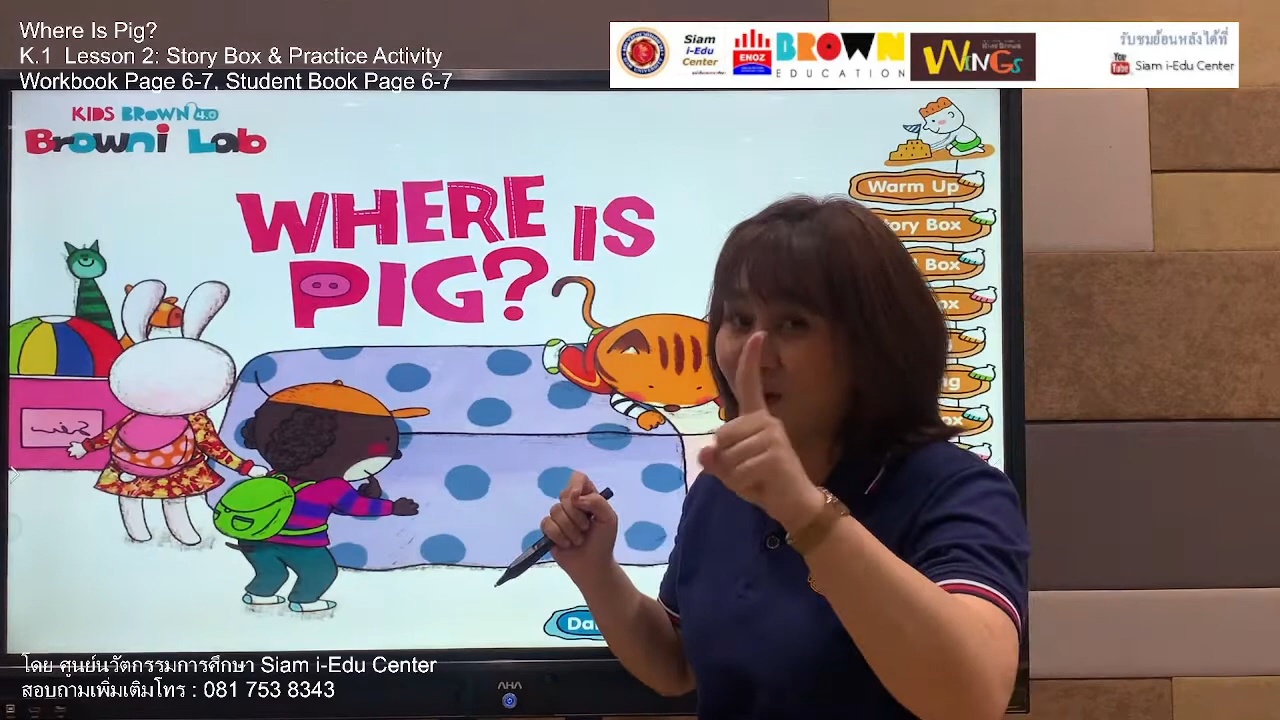 Where Is Pig?
K.1 Lesson 2: Story Box & Practice Activity
Workbook Page 6-7, Student Book Page 6-7
Siam
i-Edu
Center
ENOZ
BROWN
EDUCATION
WiNGs
รับชมย้อนหลังได้ที่
You Tube Siam i-Edu Center
KIDS BROWN 4.0
Browni Lab
WHERE IS
PIG?
Warm Up
tory Box
Box
โดย ศูนย์นวัตกรรมการศึกษา Siam i-Edu Center
สอบถามเพิ่มเติมโทร : 081 753 8343